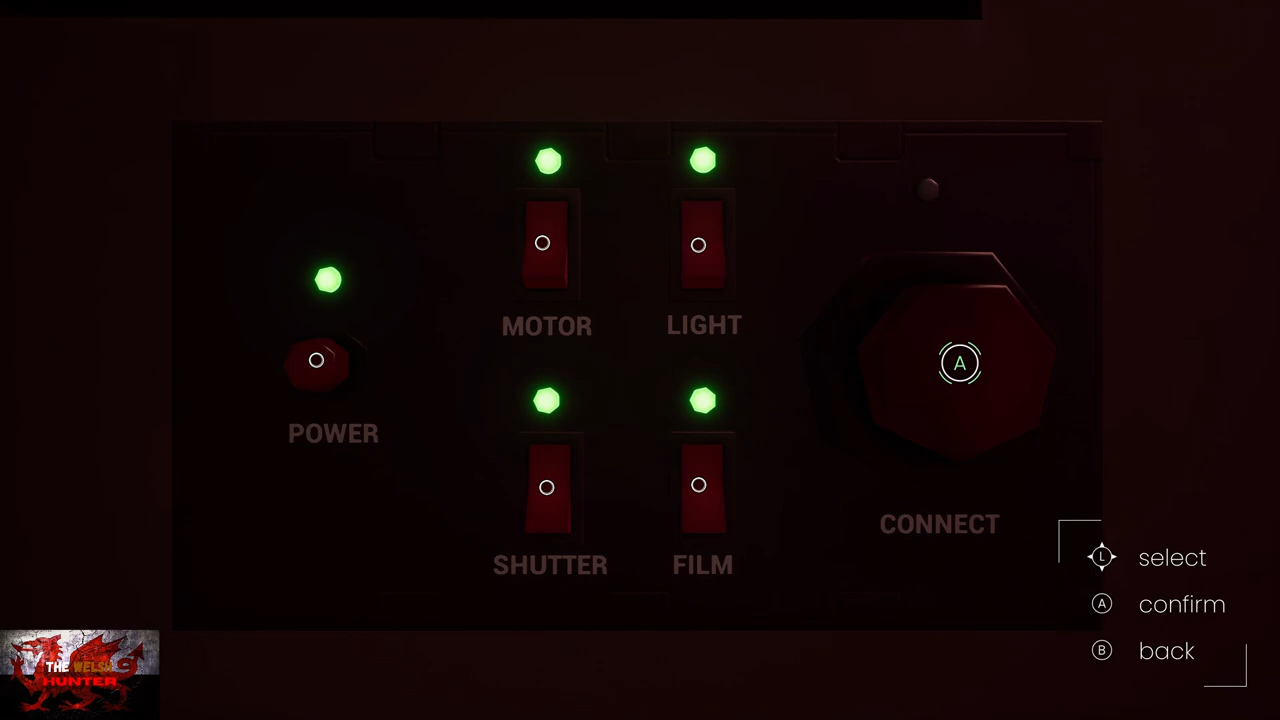 MOTOR
LIGHT
POWER
SHUTTER
FILM
A
CONNECT
L select
A confirm
B back
THE WELSH
HUNTER